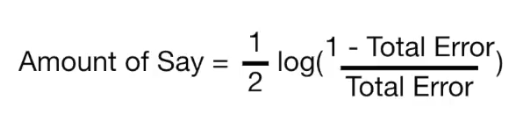 Amount of Say = 1/2 log(1 - Total Error/Total Error)